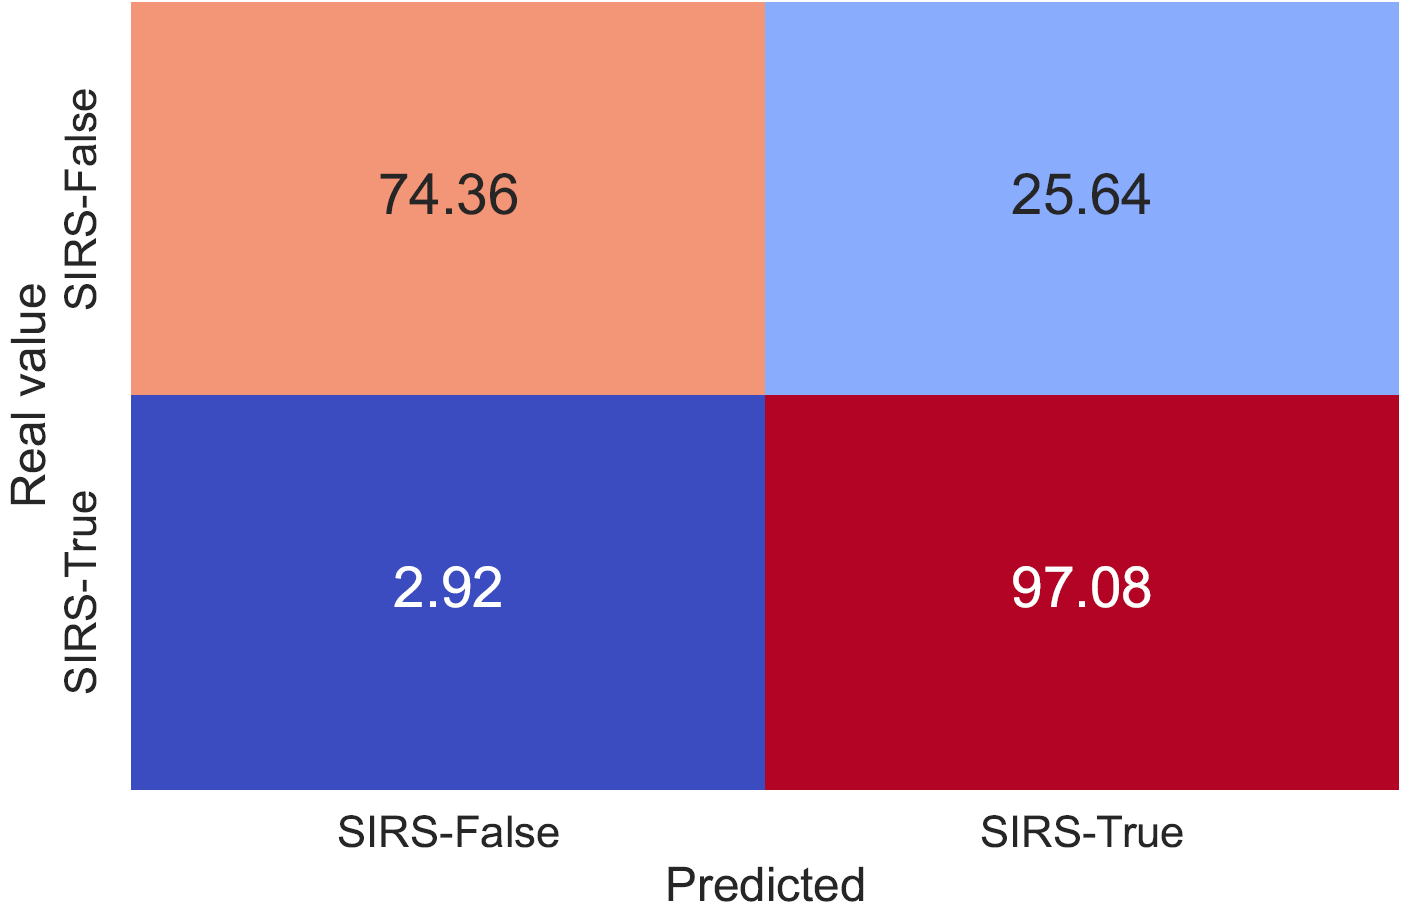 Real value
SIRS-False
74.36
25.64
SIRS-True
2.92
97.08
SIRS-False
SIRS-True
Predicted